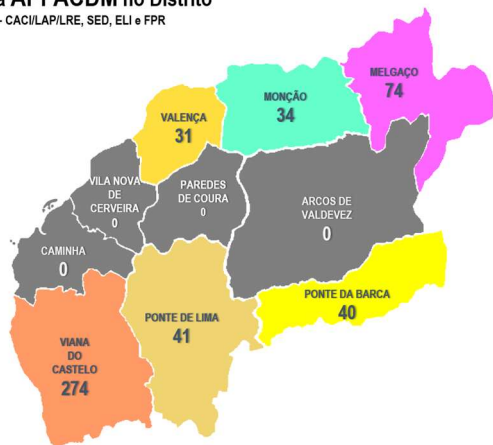 APPACDM no Distrito
- CACI/LAP/LRE, SED, ELI e FPR
MELGAÇO
74
MONÇÃO
34
VALENÇA
31
VILA NOVA
DE
CERVEIRA
0
PAREDES
DE COURA
0
ARCOS DE
VALDEVEZ
0
CAMINHA
0
PONTE DA BARCA
40
PONTE DE LIMA
41
VIANA
DO
CASTELO
274